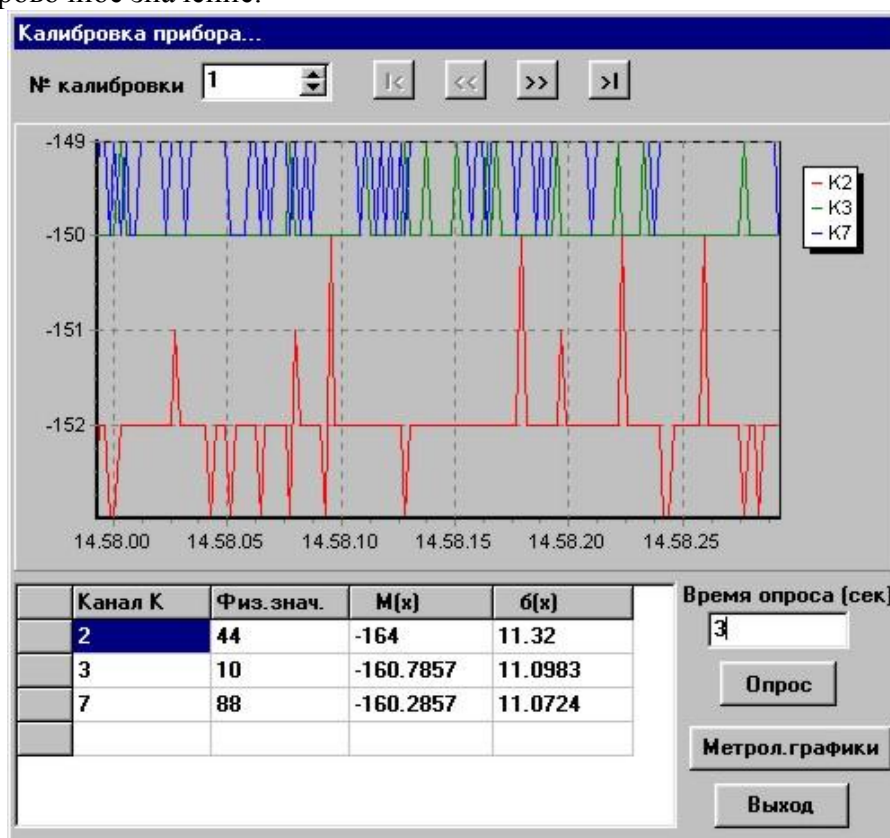 ровочное значение.
Калибровка прибора...
№ калибровки 1 |< << >> >|
-149
-150
-151
-152
K2
K3
K7
14.58.00 14.58.05 14.58.10 14.58.15 14.58.20 14.58.25
Канал К Физ.знач. М(х) б(х)
2 44 -164 11.32
3 10 -160.7857 11.0983
7 88 -160.2857 11.0724
Время опроса (сек)
3
Опрос
Метрол.графики
Выход